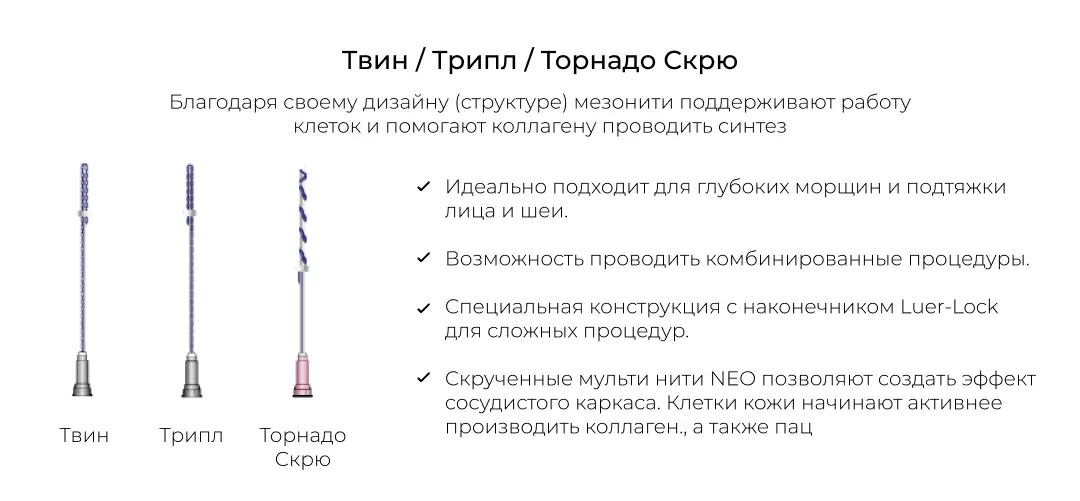 Твин / Трипл / Торнадо Скрю
Благодаря своему дизайну (структуре) мезонити поддерживают работу
клеток и помогают коллагену проводить синтез
Идеально подходит для глубоких морщин и подтяжки
лица и шеи.
Возможность проводить комбинированные процедуры.
Специальная конструкция с наконечником Luer-Lock
для сложных процедур.
Скрученные мульти нити NEO позволяют создать эффект
сосудистого каркаса. Клетки кожи начинают активнее
производить коллаген., а также пац
Твин
Трипл
Торнадо
Скрю